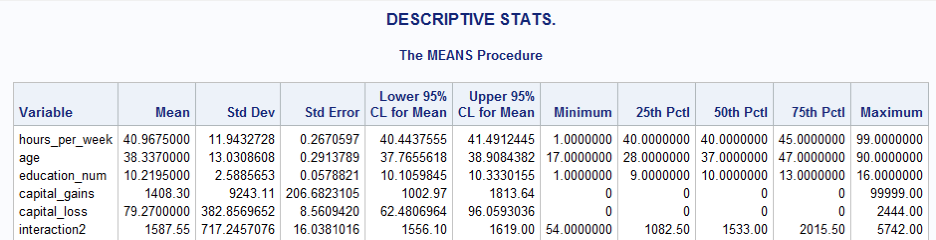 DESCRIPTIVE STATS.
The MEANS Procedure
Lower 95% Upper 95%
Variable Mean Std Dev Std Error CL for Mean CL for Mean Minimum 25th Pctl 50th Pctl 75th Pctl Maximum
hours_per_week 40.9675000 11.9432728 0.2670597 40.4437555 41.4912445 1.0000000 40.0000000 40.0000000 45.0000000 99.0000000
age 38.3370000 13.0308608 0.2913789 37.7655618 38.9084382 17.0000000 28.0000000 37.0000000 47.0000000 90.0000000
education_num 10.2195000 2.5885653 0.0578821 10.1059845 10.3330155 1.0000000 9.0000000 10.0000000 13.0000000 16.0000000
capital_gains 1408.30 9243.11 206.6823105 1002.97 1813.64 0 0 0 0 99999.00
capital_loss 79.2700000 382.8569652 8.5609420 62.4806964 96.0593036 0 0 0 0 2444.00
interaction2 1587.55 717.2457076 16.0381016 1556.10 1619.00 54.0000000 1082.50 1533.00 2015.50 5742.00